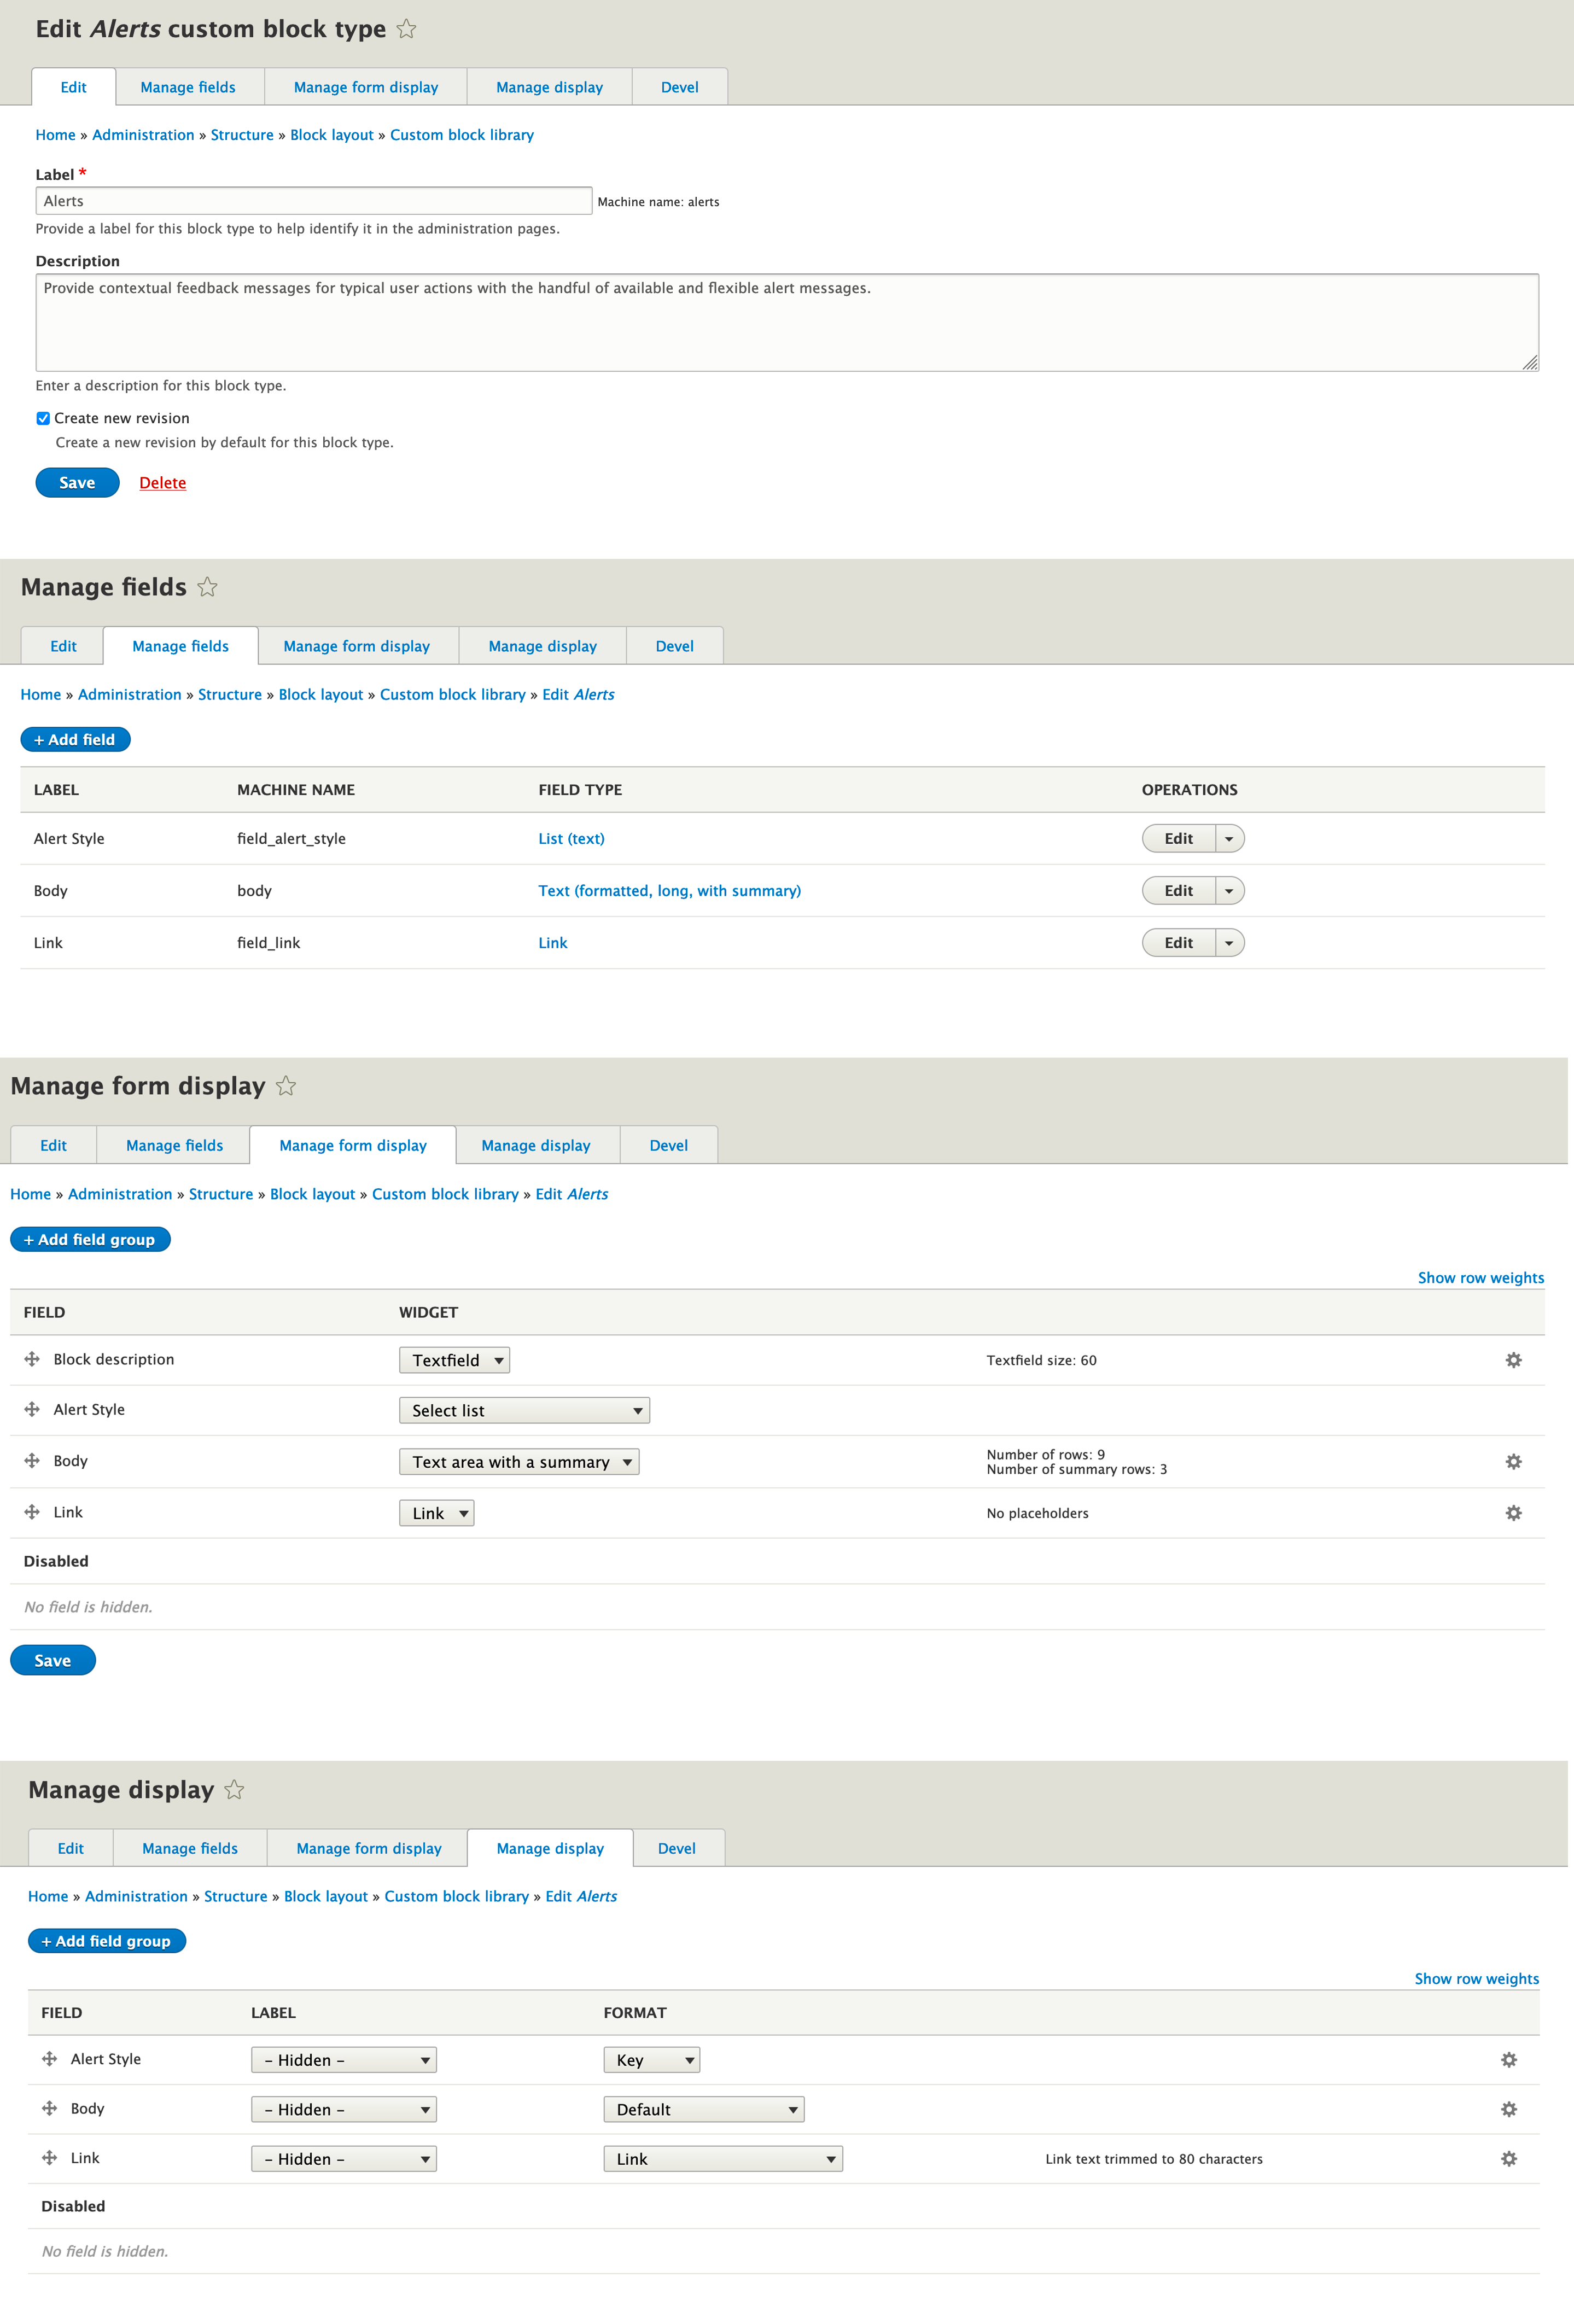 Edit Alerts custom block type
Edit Manage fields Manage form display Manage display Devel
Home » Administration » Structure » Block layout » Custom block library
Label *
Alerts Machine name: alerts
Provide a label for this block type to help identify it in the administration pages.
Description
Provide contextual feedback messages for typical user actions with the handful of available and flexible alert messages.
Enter a description for this block type.
Create new revision
Create a new revision by default for this block type.
Save Delete
Manage fields
Edit Manage fields Manage form display Manage display Devel
Home » Administration » Structure » Block layout » Custom block library » Edit Alerts
+ Add field
LABEL MACHINE NAME FIELD TYPE OPERATIONS
Alert Style field_alert_style List (text) Edit
Body body Text (formatted, long, with summary) Edit
Link field_link Link Edit
Manage form display
Edit Manage fields Manage form display Manage display Devel
Home » Administration » Structure » Block layout » Custom block library » Edit Alerts
+ Add field group
Show row weights
FIELD WIDGET
Block description Textfield Textfield size: 60
Alert Style Select list
Body Text area with a summary Number of rows: 9
Number of summary rows: 3
Link Link No placeholders
Disabled
No field is hidden.
Save
Manage display
Edit Manage fields Manage form display Manage display Devel
Home » Administration » Structure » Block layout » Custom block library » Edit Alerts
+ Add field group
Show row weights
FIELD LABEL FORMAT
Alert Style - Hidden - Key
Body - Hidden - Default
Link - Hidden - Link Link text trimmed to 80 characters
Disabled
No field is hidden.